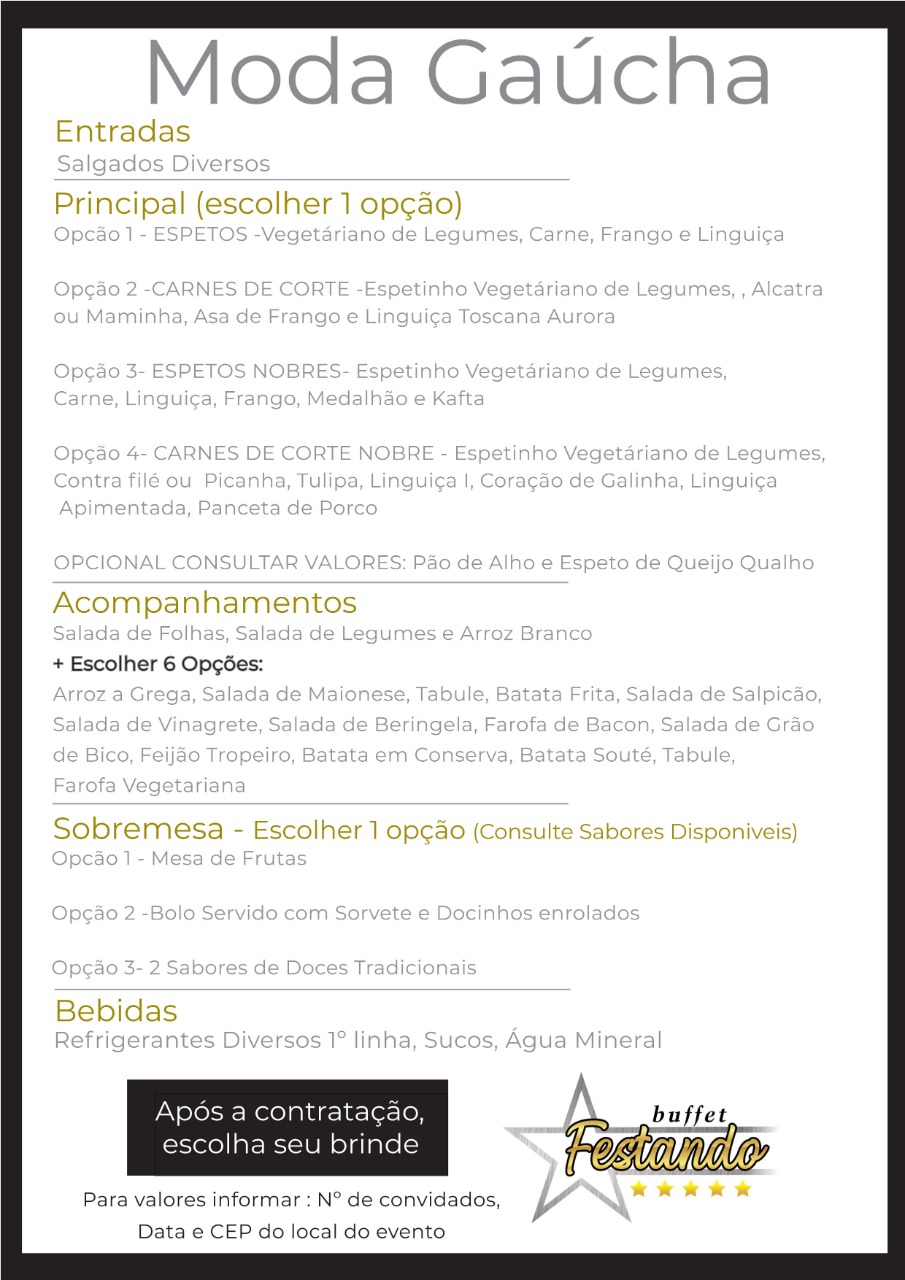 Moda Gaúcha
Entradas
Salgados Diversos
Principal (escolher 1 opção)
Opcão 1 - ESPETOS -Vegetáriano de Legumes, Carne, Frango e Linguiça
Opção 2 -CARNES DE CORTE -Espetinho Vegetáriano de Legumes, , Alcatra
ou Maminha, Asa de Frango e Linguiça Toscana Aurora
Opção 3- ESPETOS NOBRES- Espetinho Vegetáriano de Legumes,
Carne, Linguiça, Frango, Medalhão e Kafta
Opção 4- CARNES DE CORTE NOBRE - Espetinho Vegetáriano de Legumes,
Contra filé ou Picanha, Tulipa, Linguiça I, Coração de Galinha, Linguiça
Apimentada, Panceta de Porco
OPCIONAL CONSULTAR VALORES: Pão de Alho e Espeto de Queijo Qualho
Acompanhamentos
Salada de Folhas, Salada de Legumes e Arroz Branco
+ Escolher 6 Opções:
Arroz a Grega, Salada de Maionese, Tabule, Batata Frita, Salada de Salpicão,
Salada de Vinagrete, Salada de Beringela, Farofa de Bacon, Salada de Grão
de Bico, Feijão Tropeiro, Batata em Conserva, Batata Souté, Tabule,
Farofa Vegetariana
Sobremesa - Escolher 1 opção (Consulte Sabores Disponiveis)
Opcão 1 - Mesa de Frutas
Opção 2 -Bolo Servido com Sorvete e Docinhos enrolados
Opção 3- 2 Sabores de Doces Tradicionais
Bebidas
Refrigerantes Diversos 1º linha, Sucos, Água Mineral
Após a contratação,
escolha seu brinde
Para valores informar : Nº de convidados,
Data e CEP do local do evento
buffet
Festando